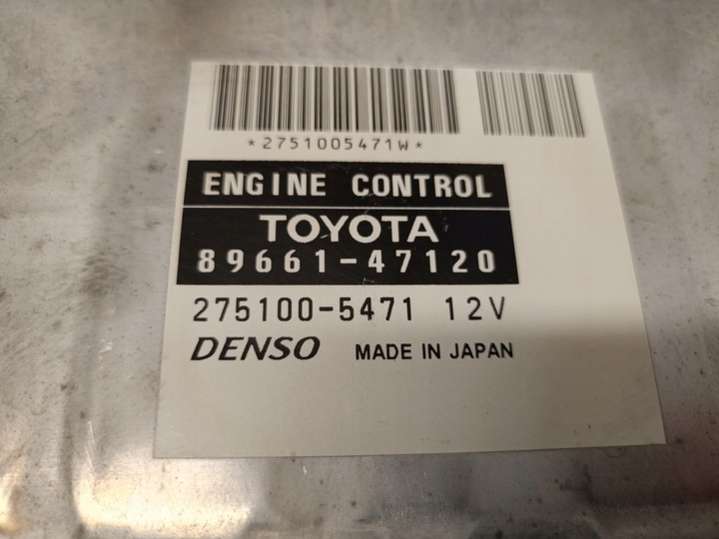 *2751005471W*
ENGINE CONTROL
TOYOTA
89661-47120
275100-5471 12V
DENSO MADE IN JAPAN